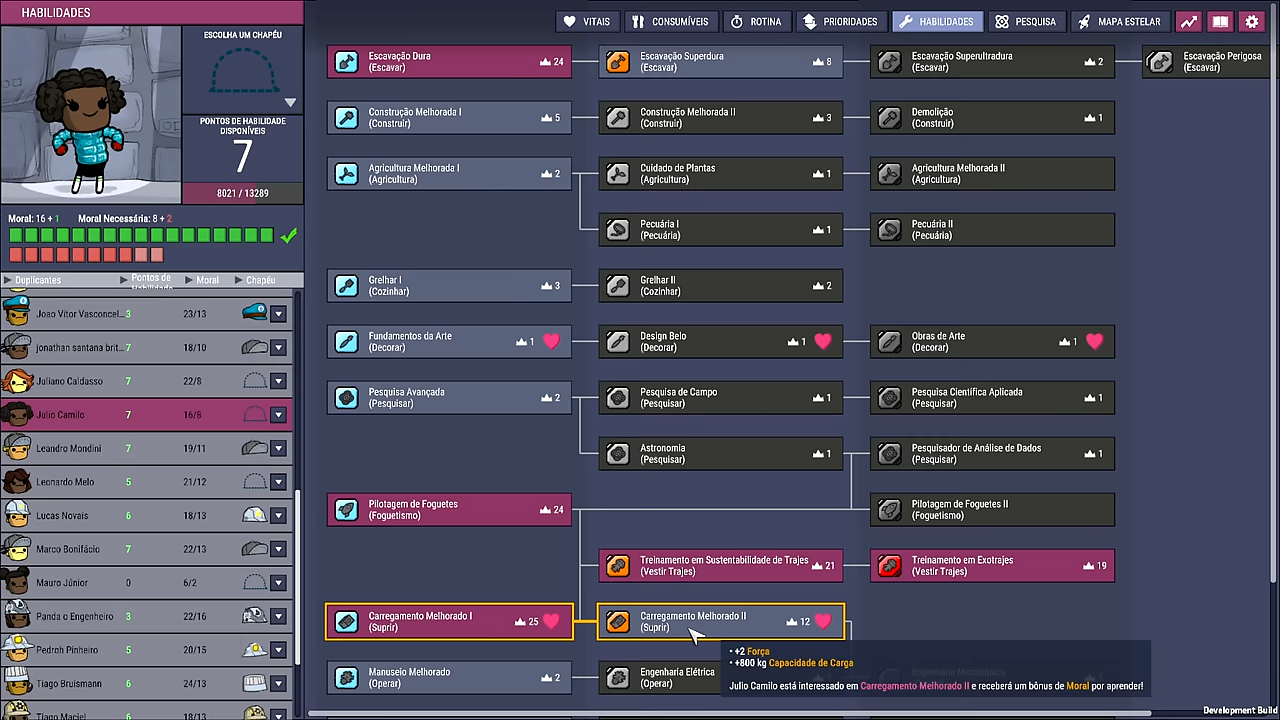 HABILIDADES
VITAIS
CONSUMÍVEIS
ROTINA
PRIORIDADES
HABILIDADES
PESQUISA
MAPA ESTELAR
ESCOLHA UM CHAPÉU
PONTOS DE HABILIDADE
DISPONÍVEIS
7
8021 / 13289
Moral: 16 + 1 Moral Necessária: 8 + 2
Duplicantes
Pontos de
Moral
Chapéu
Joao Vitor Vasconcel... 3 23/13
jonathan santana brit... 7 18/10
Juliano Caldasso 7 22/8
Julio Camilo 7 16/8
Leandro Mondini 7 19/11
Leonardo Melo 5 21/12
Lucas Novais 6 18/13
Marco Bonifácio 7 22/13
Mauro Júnior 0 6/2
Panda o Engenheiro 3 22/16
Pedroh Pinheiro 5 20/15
Tiago Bruismann 6 24/13
Tiago Maciel 6 18/13
Escavação Dura
(Escavar)
24
Escavação Superdura
(Escavar)
8
Escavação Superultradura
(Escavar)
2
Escavação Perigosa
(Escavar)
Construção Melhorada I
(Construir)
5
Construção Melhorada II
(Construir)
3
Demolição
(Construir)
1
Agricultura Melhorada I
(Agricultura)
2
Cuidado de Plantas
(Agricultura)
1
Agricultura Melhorada II
(Agricultura)
Pecuária I
(Pecuária)
1
Pecuária II
(Pecuária)
Grelhar I
(Cozinhar)
3
Grelhar II
(Cozinhar)
2
Fundamentos da Arte
(Decorar)
1
Design Belo
(Decorar)
1
Obras de Arte
(Decorar)
1
Pesquisa Avançada
(Pesquisar)
2
Pesquisa de Campo
(Pesquisar)
1
Pesquisa Científica Aplicada
(Pesquisar)
1
Astronomia
(Pesquisar)
1
Pesquisador de Análise de Dados
(Pesquisar)
1
Pilotagem de Foguetes
(Foguetismo)
24
Pilotagem de Foguetes II
(Foguetismo)
Treinamento em Sustentabilidade de Trajes
(Vestir Trajes)
21
Treinamento em Exotrajes
(Vestir Trajes)
19
Carregamento Melhorado I
(Suprir)
25
Carregamento Melhorado II
(Suprir)
12
Manuseio Melhorado
(Operar)
2
Engenharia Elétrica
(Operar)
• +2 Força
• +800 kg Capacidade de Carga
Julio Camilo está interessado em Carregamento Melhorado II e receberá um bônus de Moral por aprender!
Development Build